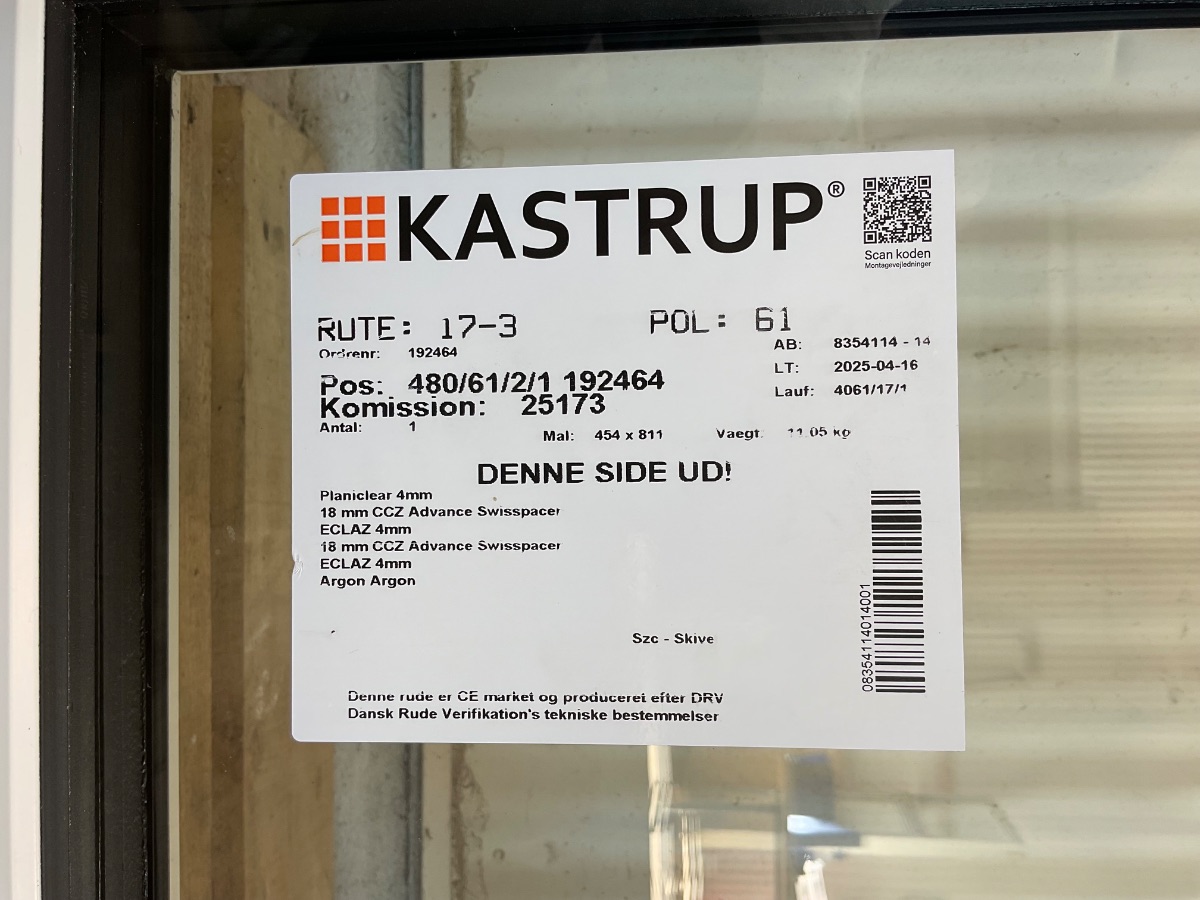 KASTRUP®
Scan koden
Montagevejledninger
RUTE: 17-3 POL: 61
Ordrenr: 192464
AB: 8354114 - 14
LT: 2025-04-16
Pos: 480/61/2/1 192464
Lauf: 4061/17/1
Komission: 25173
Antal: 1
Mal: 454 x 811 Vaegt: 11.05 kg
DENNE SIDE UD!
Planiclear 4mm
18 mm CCZ Advance Swisspacer
ECLAZ 4mm
18 mm CCZ Advance Swisspacer
ECLAZ 4mm
Argon Argon
08354114014001
Szc - Skive
Denne rude er CE market og produceret efter DRV
Dansk Rude Verifikation's tekniske bestemmelser